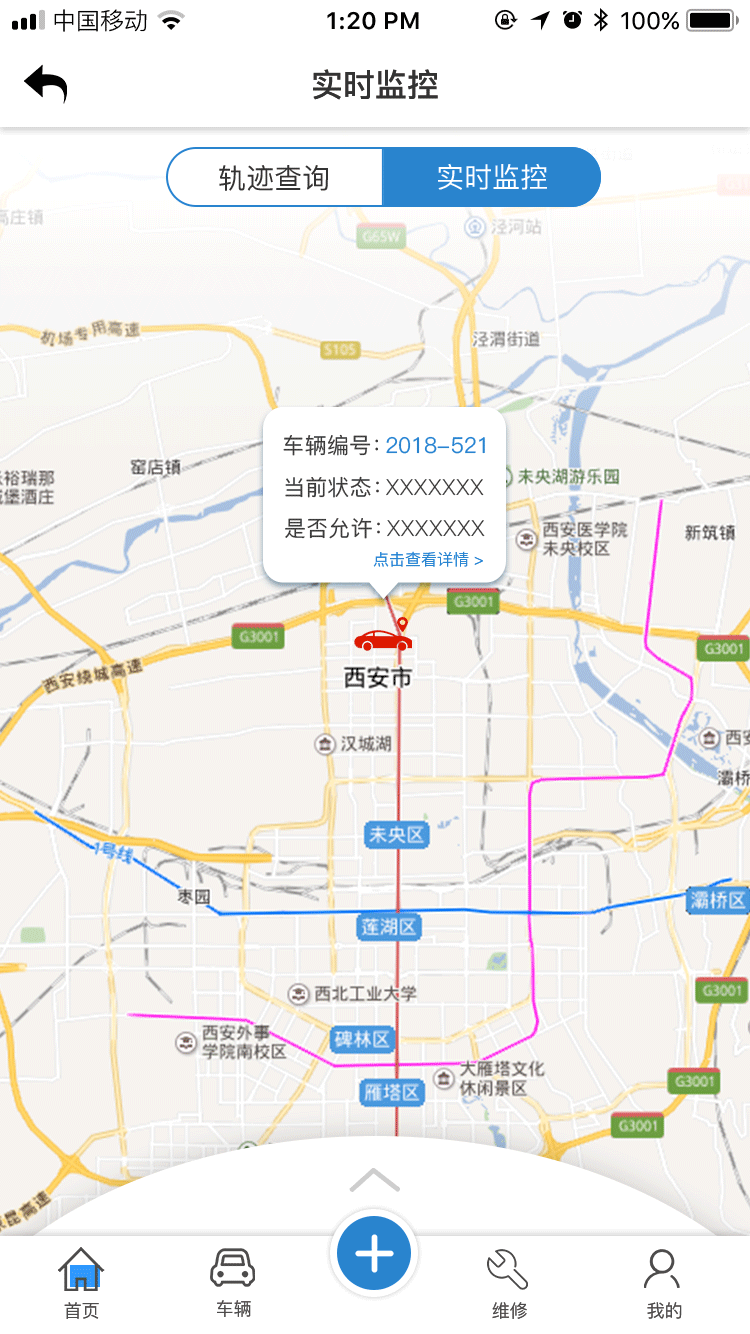 中国移动
1:20 PM
100%
实时监控
轨迹查询
实时监控
高庄镇
G65W
泾河站
机场专用高速
S105
泾渭街道
窑店镇
裕瑞那
堡酒庄
车辆编号：2018-521
当前状态：XXXXXXX
是否允许：XXXXXXX
点击查看详情 >
未央湖游乐园
西安医学院
未央校区
新筑镇
G3001
G3001
G3001
西安绕城高速
西安市
汉城湖
西安
灞桥
未央区
1号线
枣园
灞桥区
莲湖区
西北工业大学
G3001
西安外事
学院南校区
碑林区
大雁塔文化
休闲景区
G3001
雁塔区
G3001
昆高速
首页
车辆
维修
我的